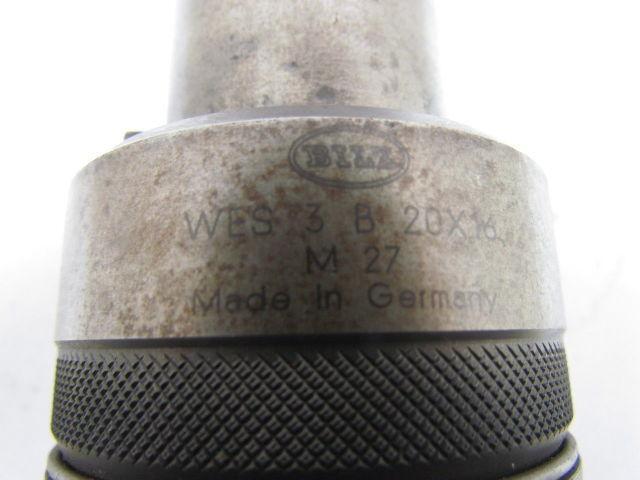 BILZ
WES 3 B 20X16
M 27
Made In Germany